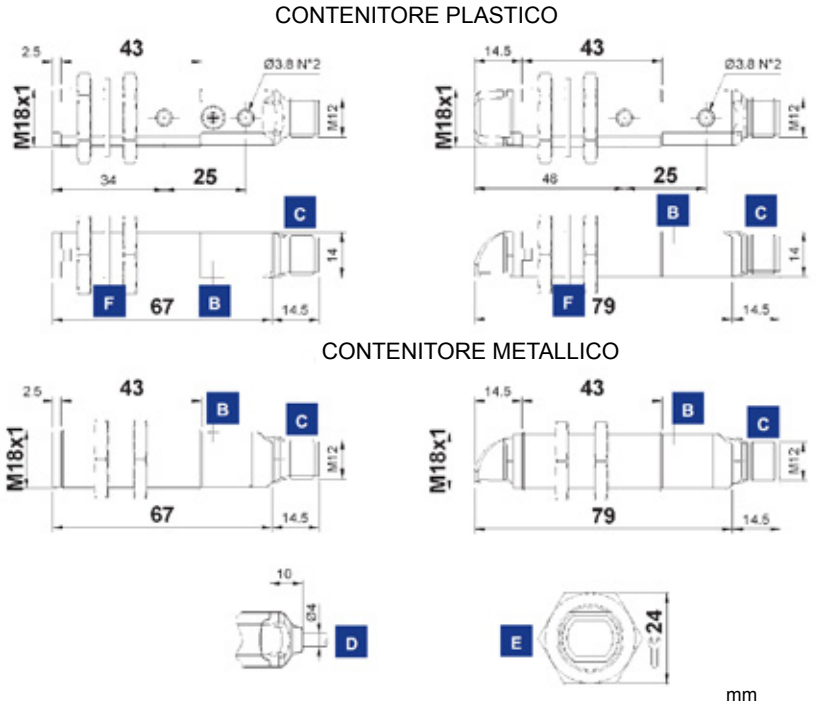 CONTENITORE PLASTICO
2.5 43 Ø3.8 N°2
M18x1 M12
34 25
C
14
F 67 B 14.5
14.5 43 Ø3.8 N°2
M18x1 M12
48 25
B C
14
F 79 14.5
CONTENITORE METALLICO
2.5 43 B C
M18x1 M12
67 14.5
14.5 43 B C
M18x1 M12
79 14.5
10 Ø4 D
E 24
mm